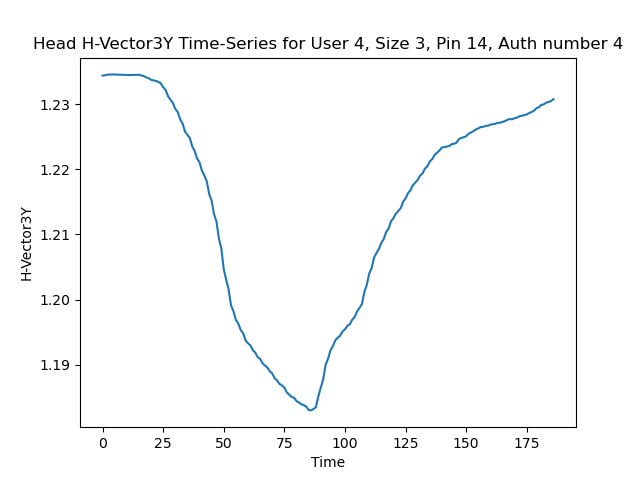 Head H-Vector3Y Time-Series for User 4, Size 3, Pin 14, Auth number 4
1.23
1.22
1.21
1.20
1.19
H-Vector3Y
0 25 50 75 100 125 150 175
Time